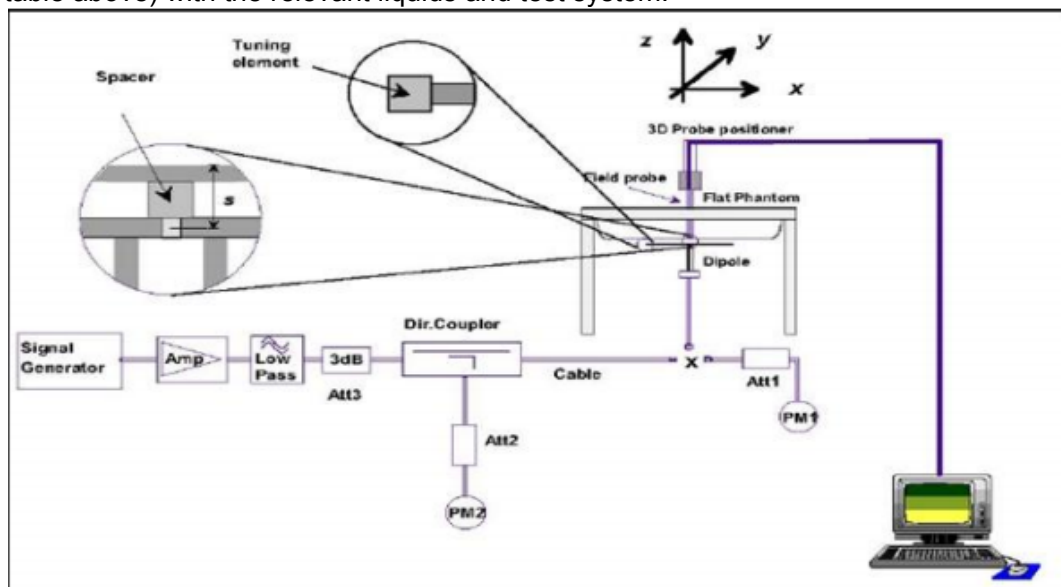 table above) with the relevant liquids and test system.
Tuning
element
Spacer
s
z
y
x
3D Probe positioner
Field probe
Flat Phantom
Dipole
Signal
Generator
Amp
Low
Pass
3dB
Att3
Dir.Coupler
Cable
x
Att1
PM1
Att2
PM2